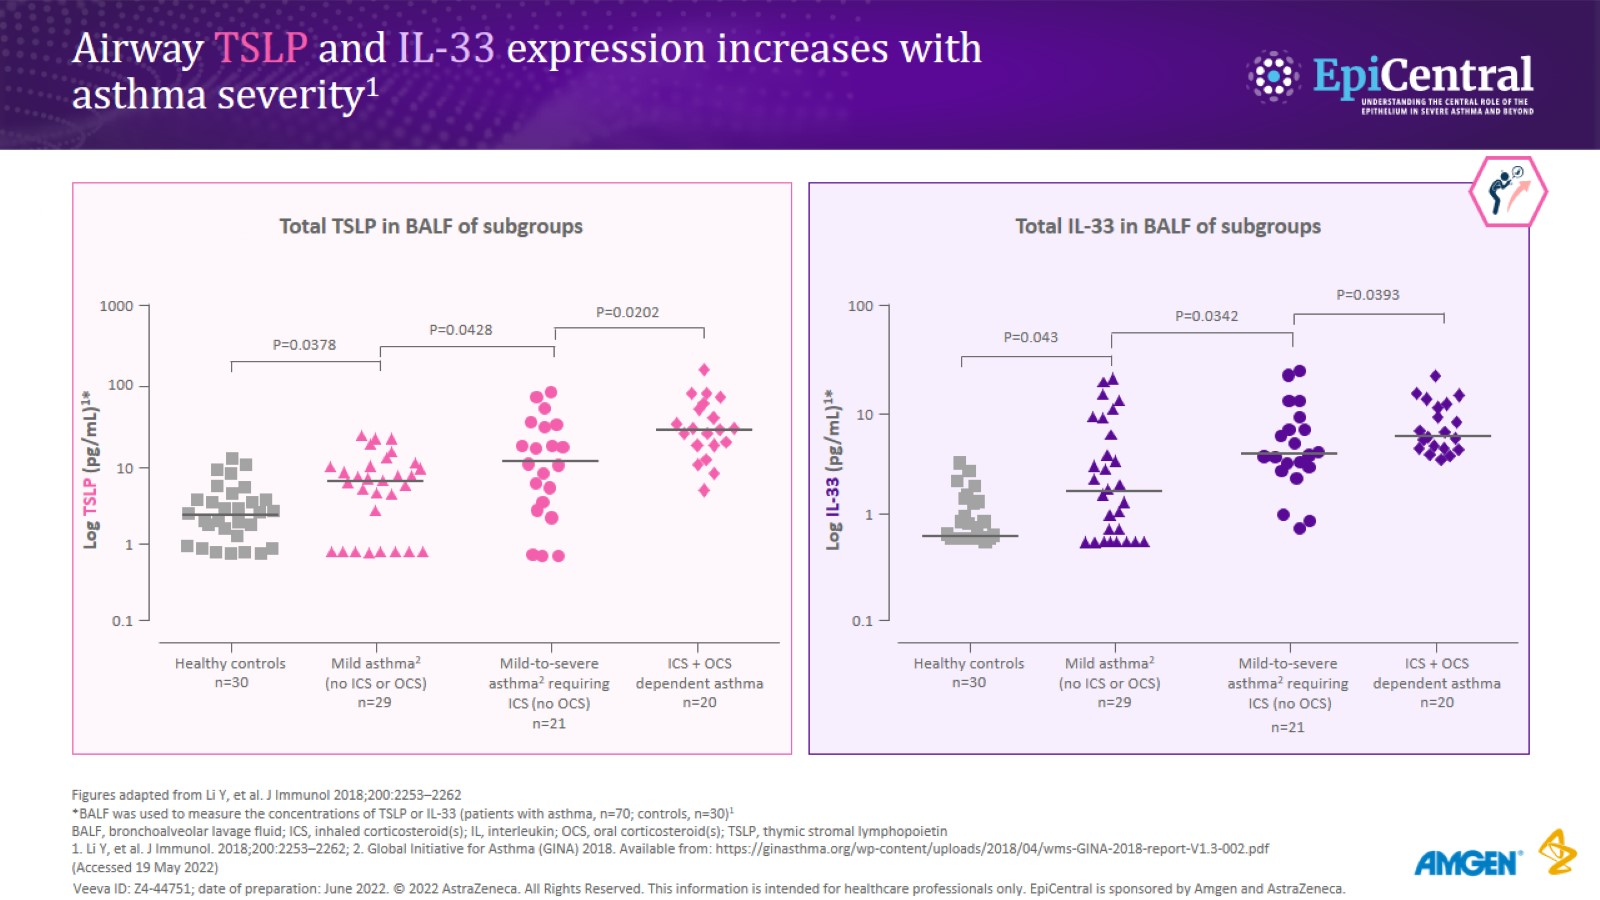 Airway TSLP and IL-33 expression increases with
asthma severity¹
EpiCentral
UNDERSTANDING THE CENTRAL ROLE OF THE
EPITHELIUM IN SEVERE ASTHMA AND BEYOND
Total TSLP in BALF of subgroups
1000
100
10
1
0.1
Log TSLP (pg/mL)¹*
P=0.0378
P=0.0428
P=0.0202
Healthy controls
n=30
Mild asthma²
(no ICS or OCS)
n=29
Mild-to-severe
asthma² requiring
ICS (no OCS)
n=21
ICS + OCS
dependent asthma
n=20
Total IL-33 in BALF of subgroups
100
10
1
0.1
Log IL-33 (pg/mL)¹*
P=0.043
P=0.0342
P=0.0393
Healthy controls
n=30
Mild asthma²
(no ICS or OCS)
n=29
Mild-to-severe
asthma² requiring
ICS (no OCS)
n=21
ICS + OCS
dependent asthma
n=20
Figures adapted from Li Y, et al. J Immunol 2018;200:2253–2262
*BALF was used to measure the concentrations of TSLP or IL-33 (patients with asthma, n=70; controls, n=30)¹
BALF, bronchoalveolar lavage fluid; ICS, inhaled corticosteroid(s); IL, interleukin; OCS, oral corticosteroid(s); TSLP, thymic stromal lymphopoietin
1. Li Y, et al. J Immunol. 2018;200:2253–2262; 2. Global Initiative for Asthma (GINA) 2018. Available from: https://ginasthma.org/wp-content/uploads/2018/04/wms-GINA-2018-report-V1.3-002.pdf
(Accessed 19 May 2022)
Veeva ID: Z4-44751; date of preparation: June 2022. © 2022 AstraZeneca. All Rights Reserved. This information is intended for healthcare professionals only. EpiCentral is sponsored by Amgen and AstraZeneca.
AMGEN®